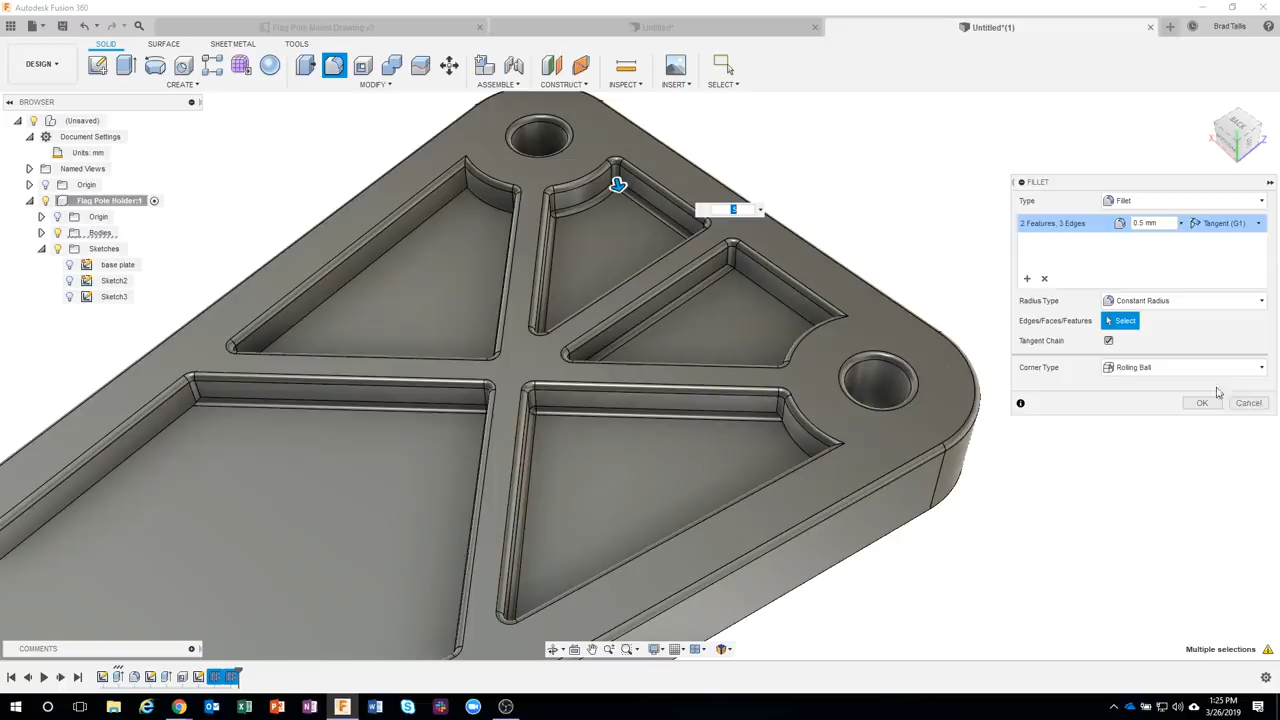 Autodesk Fusion 360
Flag Pole Mount Drawing v3
Untitled*
Untitled*(1)
Brad Tallis
SOLID
SURFACE
SHEET METAL
TOOLS
DESIGN
CREATE
MODIFY
ASSEMBLE
CONSTRUCT
INSPECT
INSERT
SELECT
BROWSER
(Unsaved)
Document Settings
Units: mm
Named Views
Origin
Flag Pole Holder:1
Origin
Bodies
Sketches
base plate
Sketch2
Sketch3
BACK
FILLET
Type
Fillet
2 Features, 3 Edges
0.5 mm
Tangent (G1)
Radius Type
Constant Radius
Edges/Faces/Features
Select
Tangent Chain
Corner Type
Rolling Ball
OK
Cancel
COMMENTS
Multiple selections
1:25 PM
3/26/2019